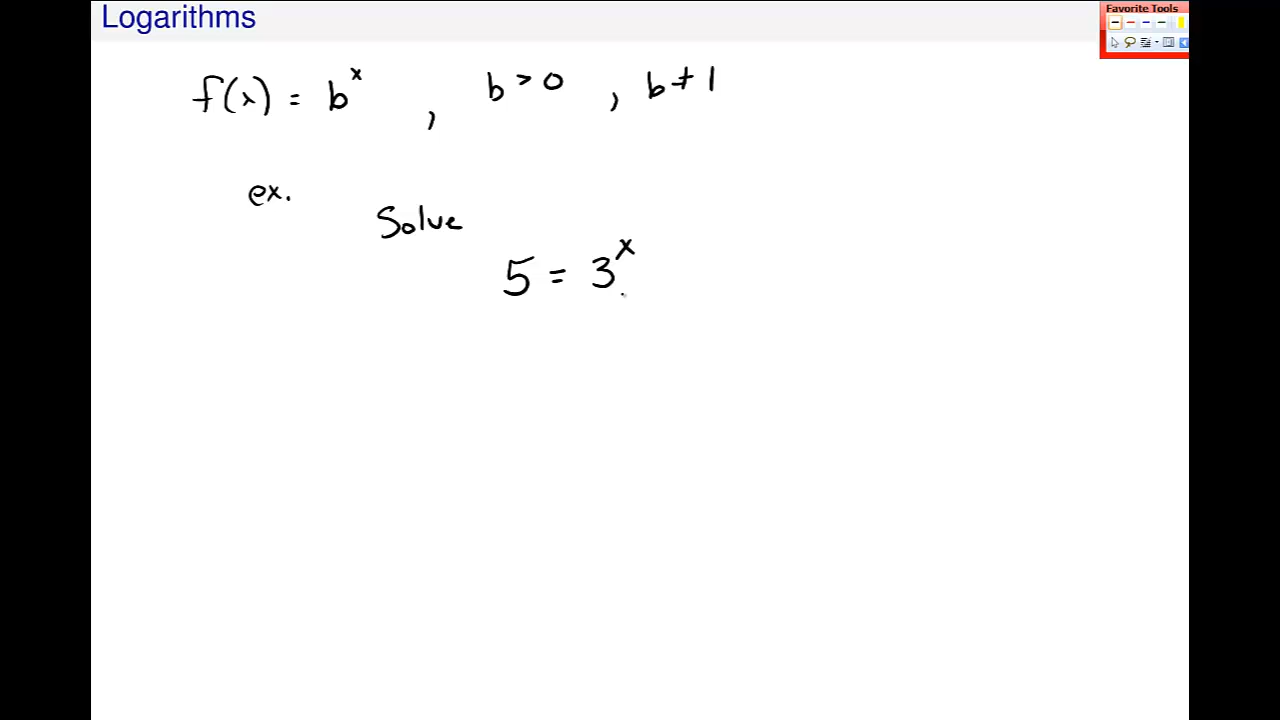 Logarithms
Favorite Tools
f(x) = b^x , b > 0 , b ≠ 1
ex.
Solve
5 = 3^x